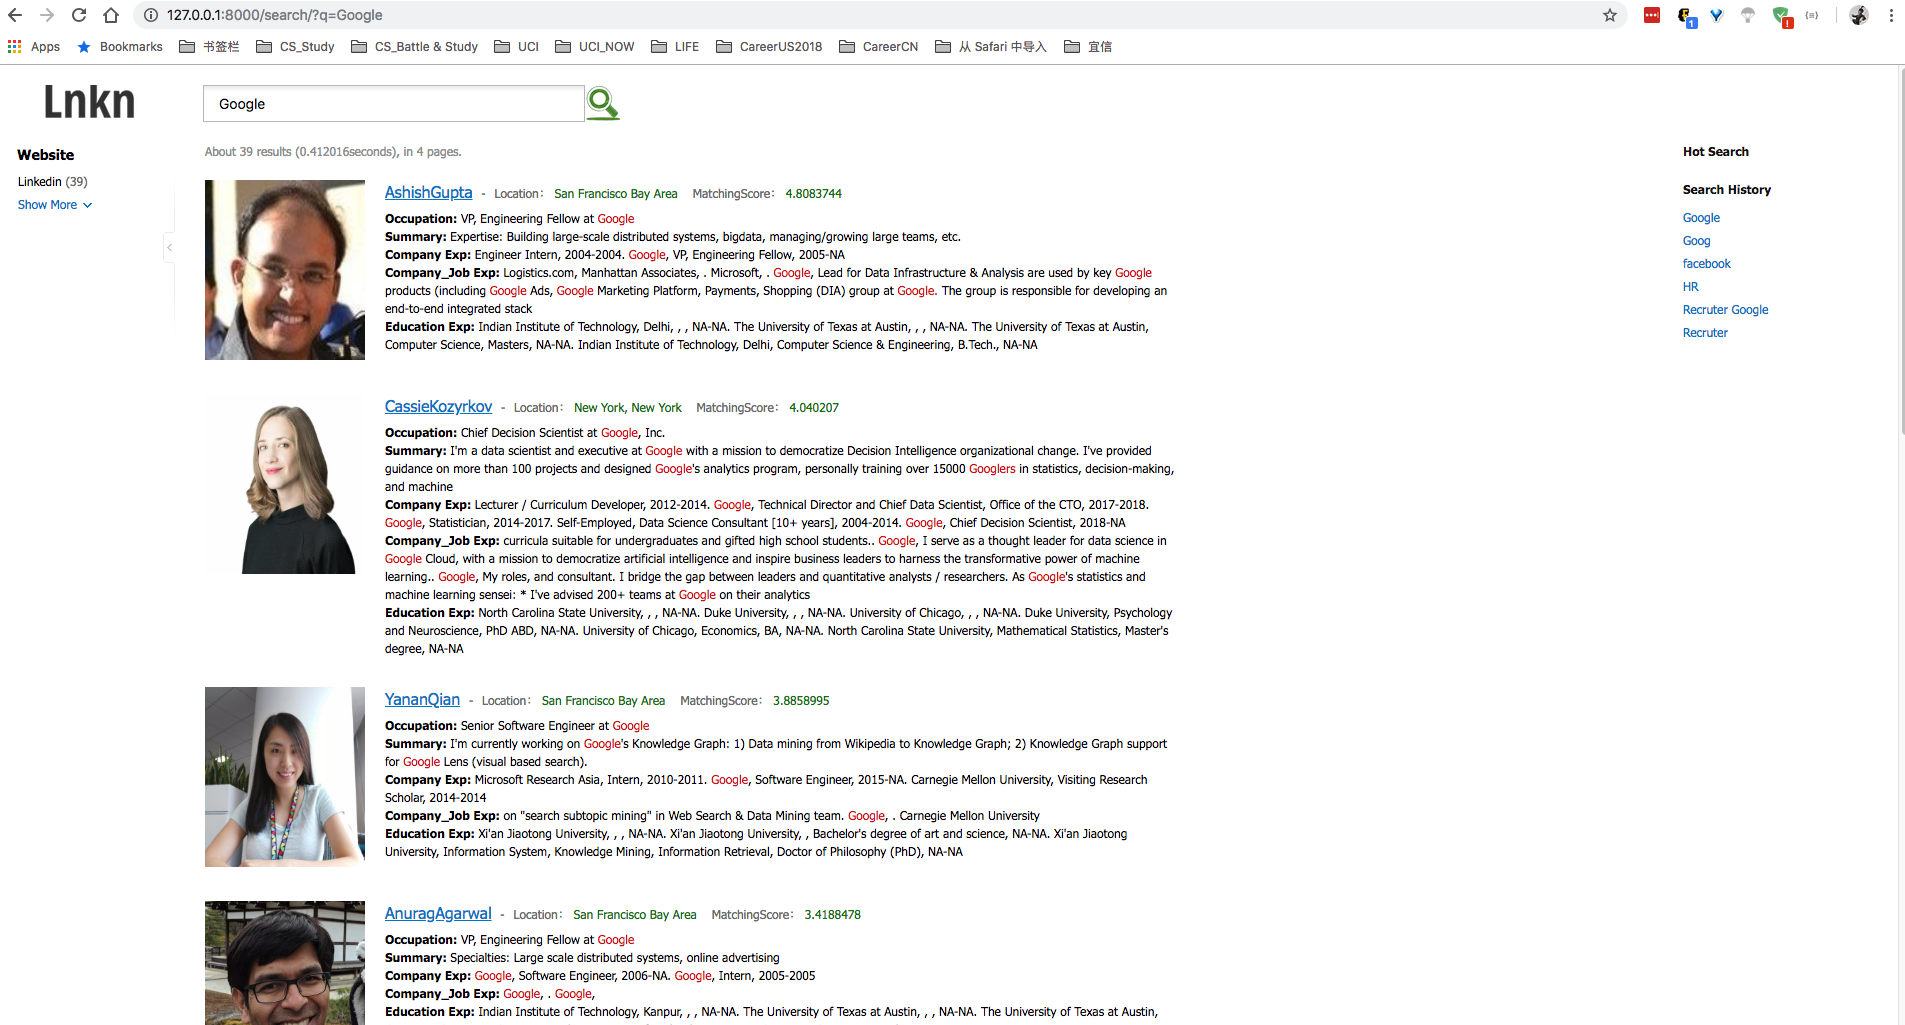 127.0.0.1:8000/search/?q=Google
1
!
Apps
Bookmarks
书签栏
CS_Study
CS_Battle & Study
UCI
UCI_NOW
LIFE
CareerUS2018
CareerCN
从 Safari 中导入
宜信
Lnkn
Google
Website
Linkedin (39)
Show More
About 39 results (0.412016seconds), in 4 pages.
AshishGupta - Location： San Francisco Bay Area MatchingScore： 4.8083744
Occupation: VP, Engineering Fellow at Google
Summary: Expertise: Building large-scale distributed systems, bigdata, managing/growing large teams, etc.
Company Exp: Engineer Intern, 2004-2004. Google, VP, Engineering Fellow, 2005-NA
Company_Job Exp: Logistics.com, Manhattan Associates, . Microsoft, . Google, Lead for Data Infrastructure & Analysis are used by key Google
products (including Google Ads, Google Marketing Platform, Payments, Shopping (DIA) group at Google. The group is responsible for developing an
end-to-end integrated stack
Education Exp: Indian Institute of Technology, Delhi, , , NA-NA. The University of Texas at Austin, , , NA-NA. The University of Texas at Austin,
Computer Science, Masters, NA-NA. Indian Institute of Technology, Delhi, Computer Science & Engineering, B.Tech., NA-NA
CassieKozyrkov - Location： New York, New York MatchingScore： 4.040207
Occupation: Chief Decision Scientist at Google, Inc.
Summary: I'm a data scientist and executive at Google with a mission to democratize Decision Intelligence organizational change. I've provided
guidance on more than 100 projects and designed Google's analytics program, personally training over 15000 Googlers in statistics, decision-making,
and machine
Company Exp: Lecturer / Curriculum Developer, 2012-2014. Google, Technical Director and Chief Data Scientist, Office of the CTO, 2017-2018.
Google, Statistician, 2014-2017. Self-Employed, Data Science Consultant [10+ years], 2004-2014. Google, Chief Decision Scientist, 2018-NA
Company_Job Exp: curricula suitable for undergraduates and gifted high school students.. Google, I serve as a thought leader for data science in
Google Cloud, with a mission to democratize artificial intelligence and inspire business leaders to harness the transformative power of machine
learning.. Google, My roles, and consultant. I bridge the gap between leaders and quantitative analysts / researchers. As Google's statistics and
machine learning sensei: * I've advised 200+ teams at Google on their analytics
Education Exp: North Carolina State University, , , NA-NA. Duke University, , , NA-NA. University of Chicago, , , NA-NA. Duke University, Psychology
and Neuroscience, PhD ABD, NA-NA. University of Chicago, Economics, BA, NA-NA. North Carolina State University, Mathematical Statistics, Master's
degree, NA-NA
YananQian - Location： San Francisco Bay Area MatchingScore： 3.8858995
Occupation: Senior Software Engineer at Google
Summary: I'm currently working on Google's Knowledge Graph: 1) Data mining from Wikipedia to Knowledge Graph; 2) Knowledge Graph support
for Google Lens (visual based search).
Company Exp: Microsoft Research Asia, Intern, 2010-2011. Google, Software Engineer, 2015-NA. Carnegie Mellon University, Visiting Research
Scholar, 2014-2014
Company_Job Exp: on "search subtopic mining" in Web Search & Data Mining team. Google, . Carnegie Mellon University
Education Exp: Xi'an Jiaotong University, , , NA-NA. Xi'an Jiaotong University, , Bachelor's degree of art and science, NA-NA. Xi'an Jiaotong
University, Information System, Knowledge Mining, Information Retrieval, Doctor of Philosophy (PhD), NA-NA
AnuragAgarwal - Location： San Francisco Bay Area MatchingScore： 3.4188478
Occupation: VP, Engineering Fellow at Google
Summary: Specialties: Large scale distributed systems, online advertising
Company Exp: Google, Software Engineer, 2006-NA. Google, Intern, 2005-2005
Company_Job Exp: Google, . Google,
Education Exp: Indian Institute of Technology, Kanpur, , , NA-NA. The University of Texas at Austin, , , NA-NA. The University of Texas at Austin,
Hot Search
Search History
Google
Goog
facebook
HR
Recruter Google
Recruter